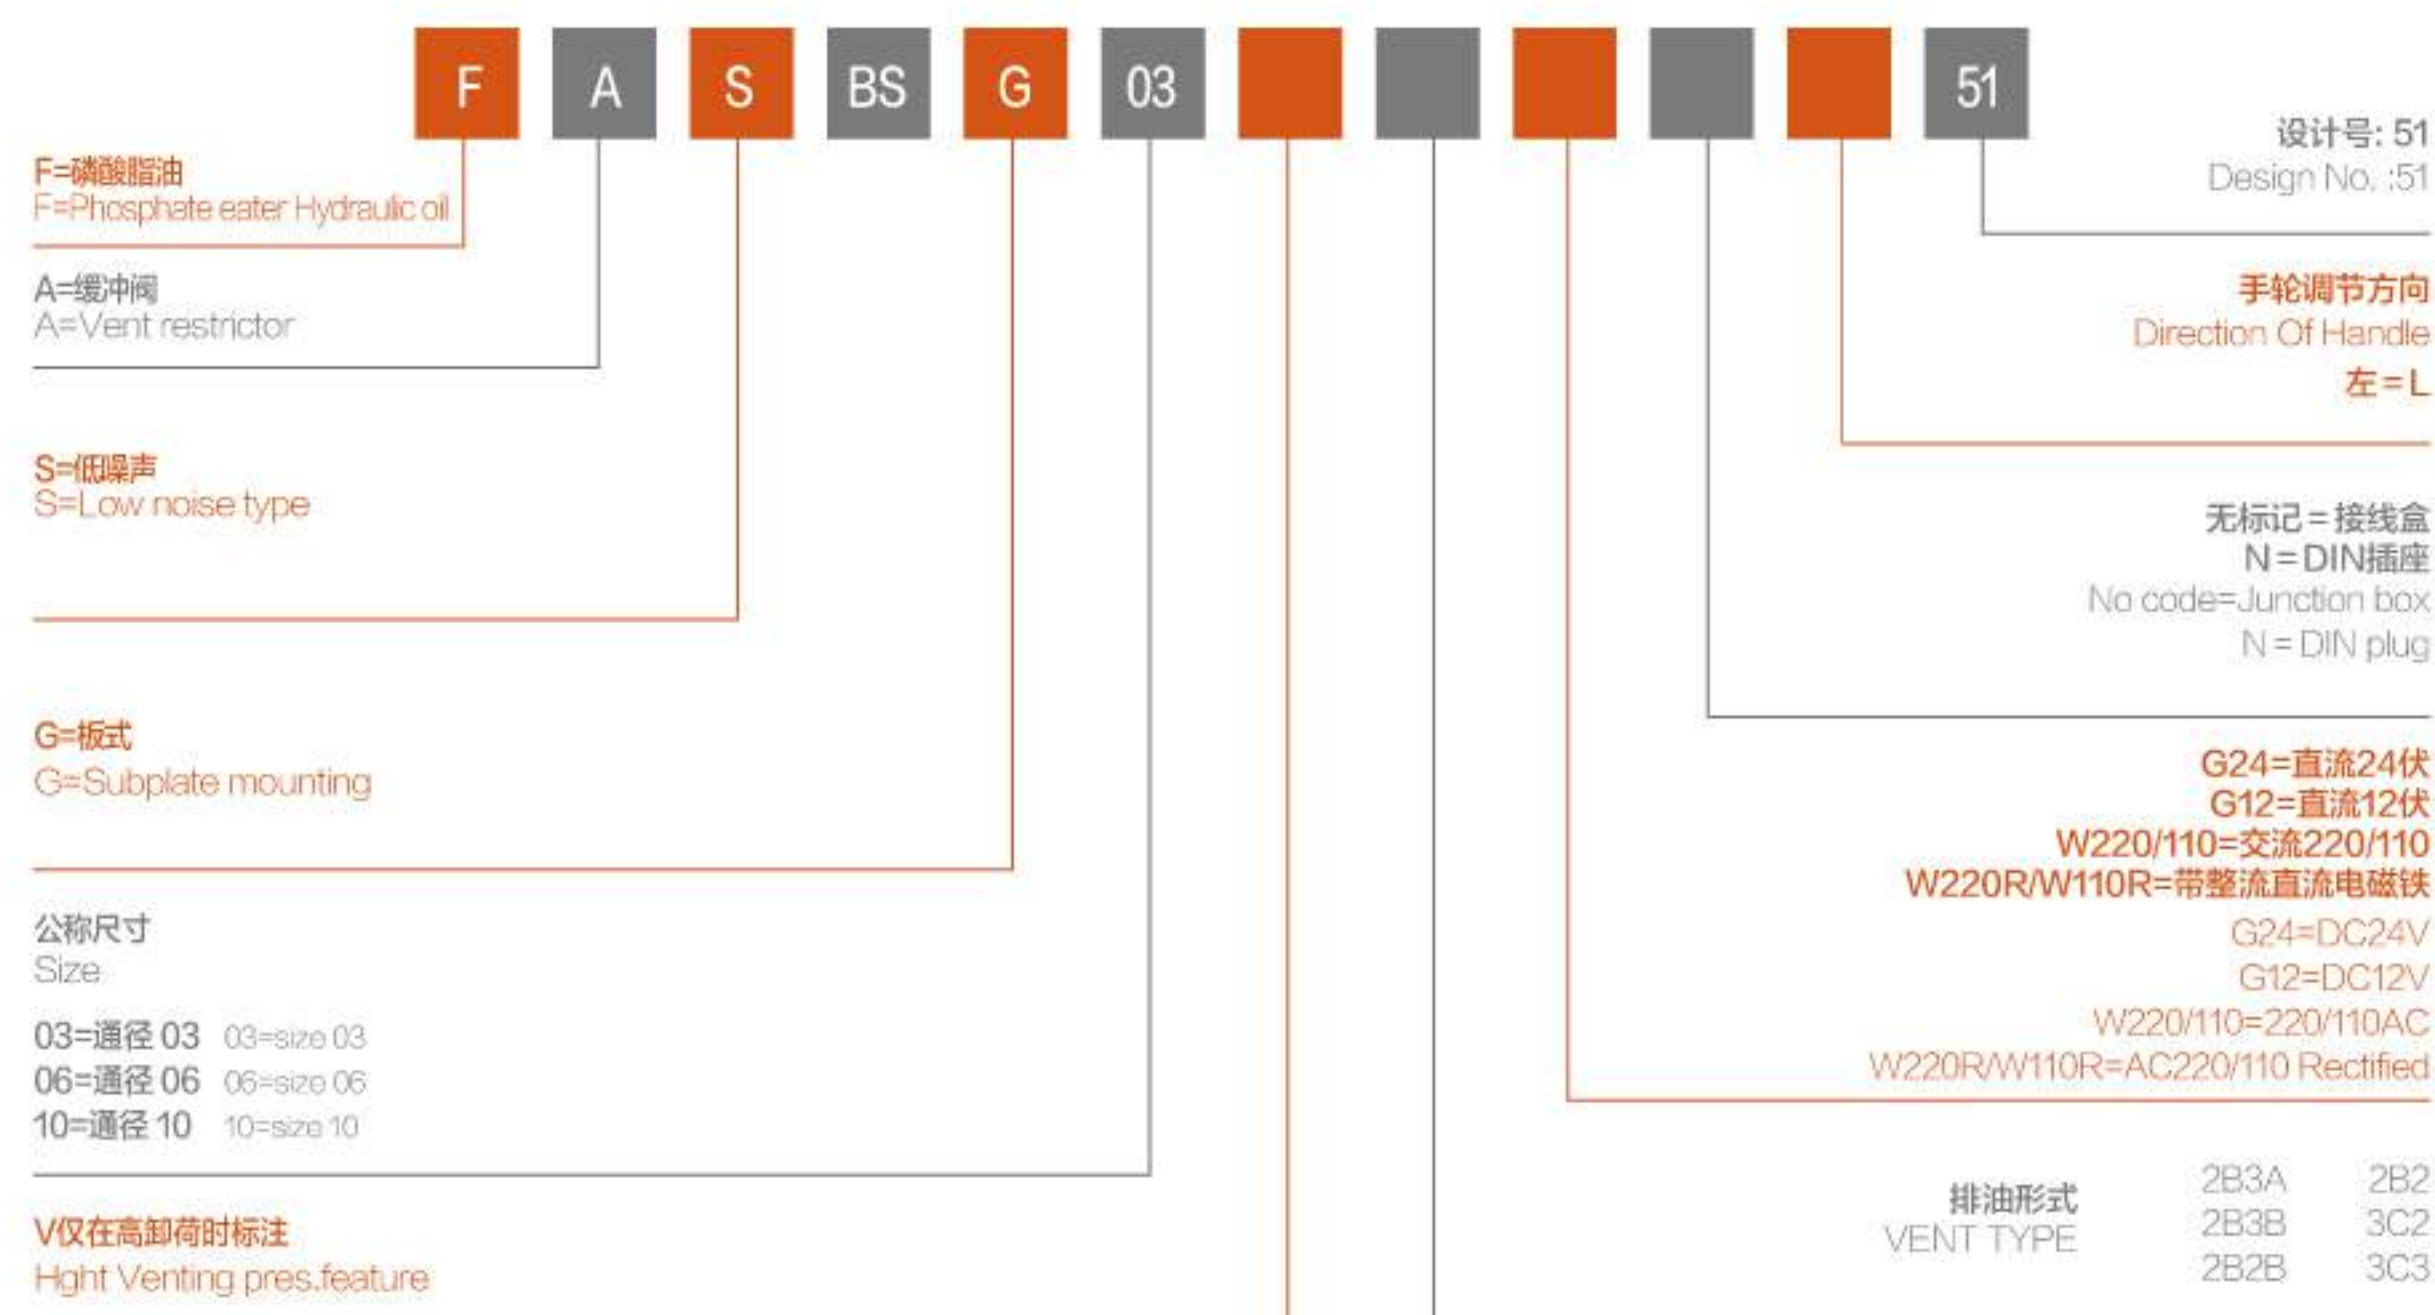 F A S BS G 03 51
F=磷酸脂油
F=Phosphate eater Hydraulic oil
A=缓冲阀
A=Vent restrictor
S=低噪声
S=Low noise type
G=板式
G=Subplate mounting
公称尺寸
Size
03=通径 03 03=size 03
06=通径 06 06=size 06
10=通径 10 10=size 10
V仅在高卸荷时标注
Hght Venting pres.feature
设计号: 51
Design No. :51
手轮调节方向
Direction Of Handle
左=L
无标记=接线盒
N=DIN插座
No code=Junction box
N=DIN plug
G24=直流24伏
G12=直流12伏
W220/110=交流220/110
W220R/W110R=带整流直流电磁铁
G24=DC24V
G12=DC12V
W220/110=220/110AC
W220R/W110R=AC220/110 Rectified
排油形式
VENT TYPE
2B3A 2B2
2B3B 3C2
2B2B 3C3